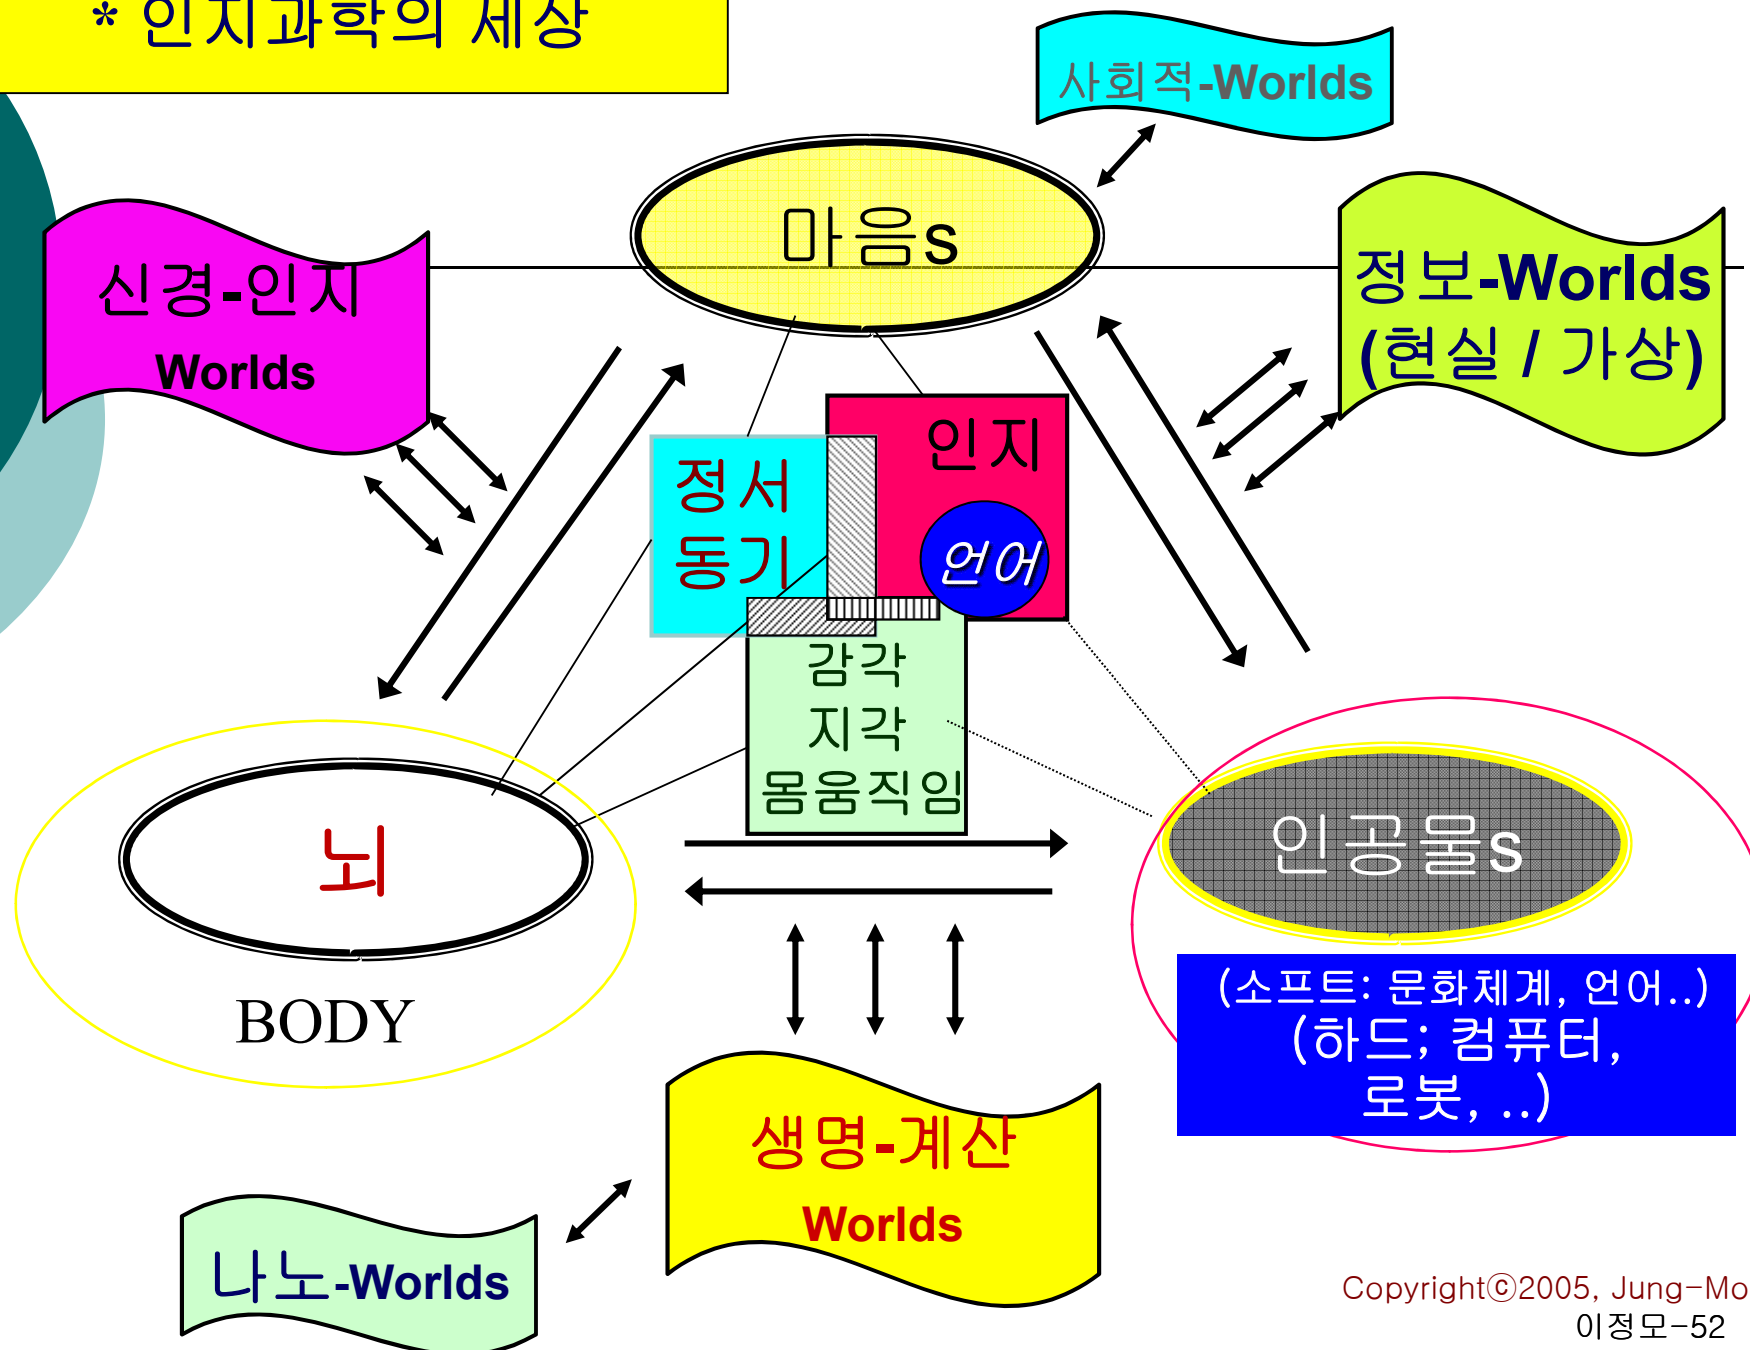 * 인지과학의 세상
사회적-Worlds
마음s
신경-인지
Worlds
정보-Worlds
(현실 / 가상)
인지
정서
동기
언어
감각
지각
몸움직임
뇌
BODY
인공물s
(소프트: 문화체계, 언어..)
(하드; 컴퓨터,
로봇, ..)
생명-계산
Worlds
나노-Worlds
Copyrightⓒ2005, Jung-Mo
이정모-52